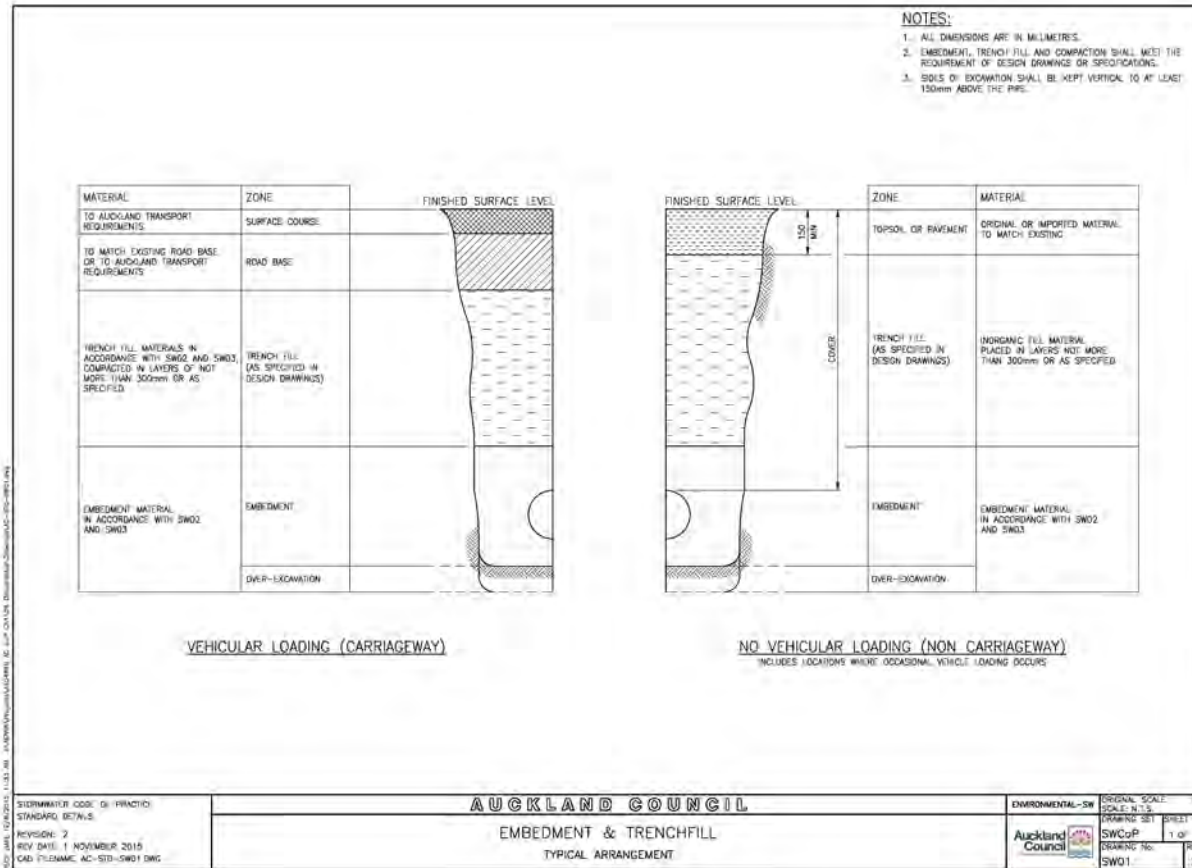 NOTES:
1. ALL DIMENSIONS ARE IN MILLIMETRES.
2. EMBEDMENT, TRENCH FILL AND COMPACTION SHALL MEET THE
REQUIREMENT OF DESIGN DRAWINGS OR SPECIFICATIONS.
3. SIDES OF EXCAVATION SHALL BE KEPT VERTICAL TO AT LEAST
150mm ABOVE THE PIPE.
MATERIAL
ZONE
FINISHED SURFACE LEVEL
TO AUCKLAND TRANSPORT
REQUIREMENTS
SURFACE COURSE
TO MATCH EXISTING ROAD BASE
OR TO AUCKLAND TRANSPORT
REQUIREMENTS
ROAD BASE
TRENCH FILL MATERIALS IN
ACCORDANCE WITH SW02 AND SW03,
COMPACTED IN LAYERS OF NOT
MORE THAN 300mm OR AS
SPECIFIED
TRENCH FILL
(AS SPECIFIED IN
DESIGN DRAWINGS)
EMBEDMENT MATERIAL
IN ACCORDANCE WITH SW02
AND SW03
EMBEDMENT
OVER-EXCAVATION
VEHICULAR LOADING (CARRIAGEWAY)
FINISHED SURFACE LEVEL
ZONE
MATERIAL
150
MIN
COVER
TOPSOIL OR PAVEMENT
ORIGINAL OR IMPORTED MATERIAL
TO MATCH EXISTING
TRENCH FILL
(AS SPECIFIED IN
DESIGN DRAWINGS)
INORGANIC FILL MATERIAL
PLACED IN LAYERS NOT MORE
THAN 300mm OR AS SPECIFIED
EMBEDMENT
EMBEDMENT MATERIAL
IN ACCORDANCE WITH SW02
AND SW03
OVER-EXCAVATION
NO VEHICULAR LOADING (NON CARRIAGEWAY)
INCLUDES LOCATIONS WHERE OCCASIONAL VEHICLE LOADING OCCURS
STORMWATER CODE OF PRACTICE
STANDARD DETAILS
REVISION: 2
REV DATE: 1 NOVEMBER 2015
CAD FILENAME: AC-STD-SW01.DWG
AUCKLAND COUNCIL
EMBEDMENT & TRENCHFILL
TYPICAL ARRANGEMENT
ENVIRONMENTAL-SW
Auckland
Council
ORIGINAL SCALE
SCALE: N.T.S.
DRAWING SET
SWCoP
SHEET
1 OF
DRAWING No.
SW01
R